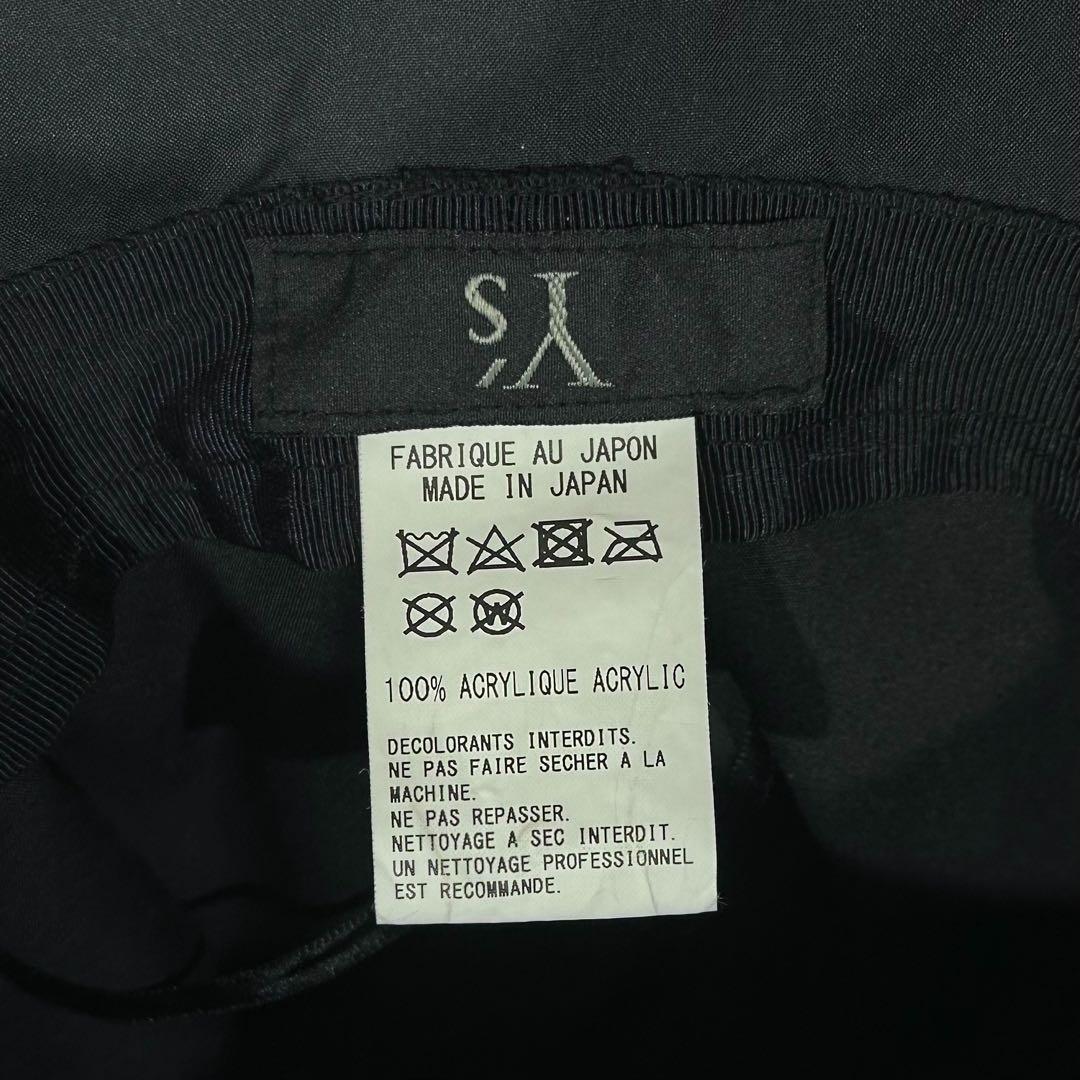 Y's
FABRIQUE AU JAPON
MADE IN JAPAN
W
100% ACRYLIQUE ACRYLIC
DECOLORANTS INTERDITS.
NE PAS FAIRE SECHER A LA
MACHINE.
NE PAS REPASSER.
NETTOYAGE A SEC INTERDIT.
UN NETTOYAGE PROFESSIONNEL
EST RECOMMANDE.